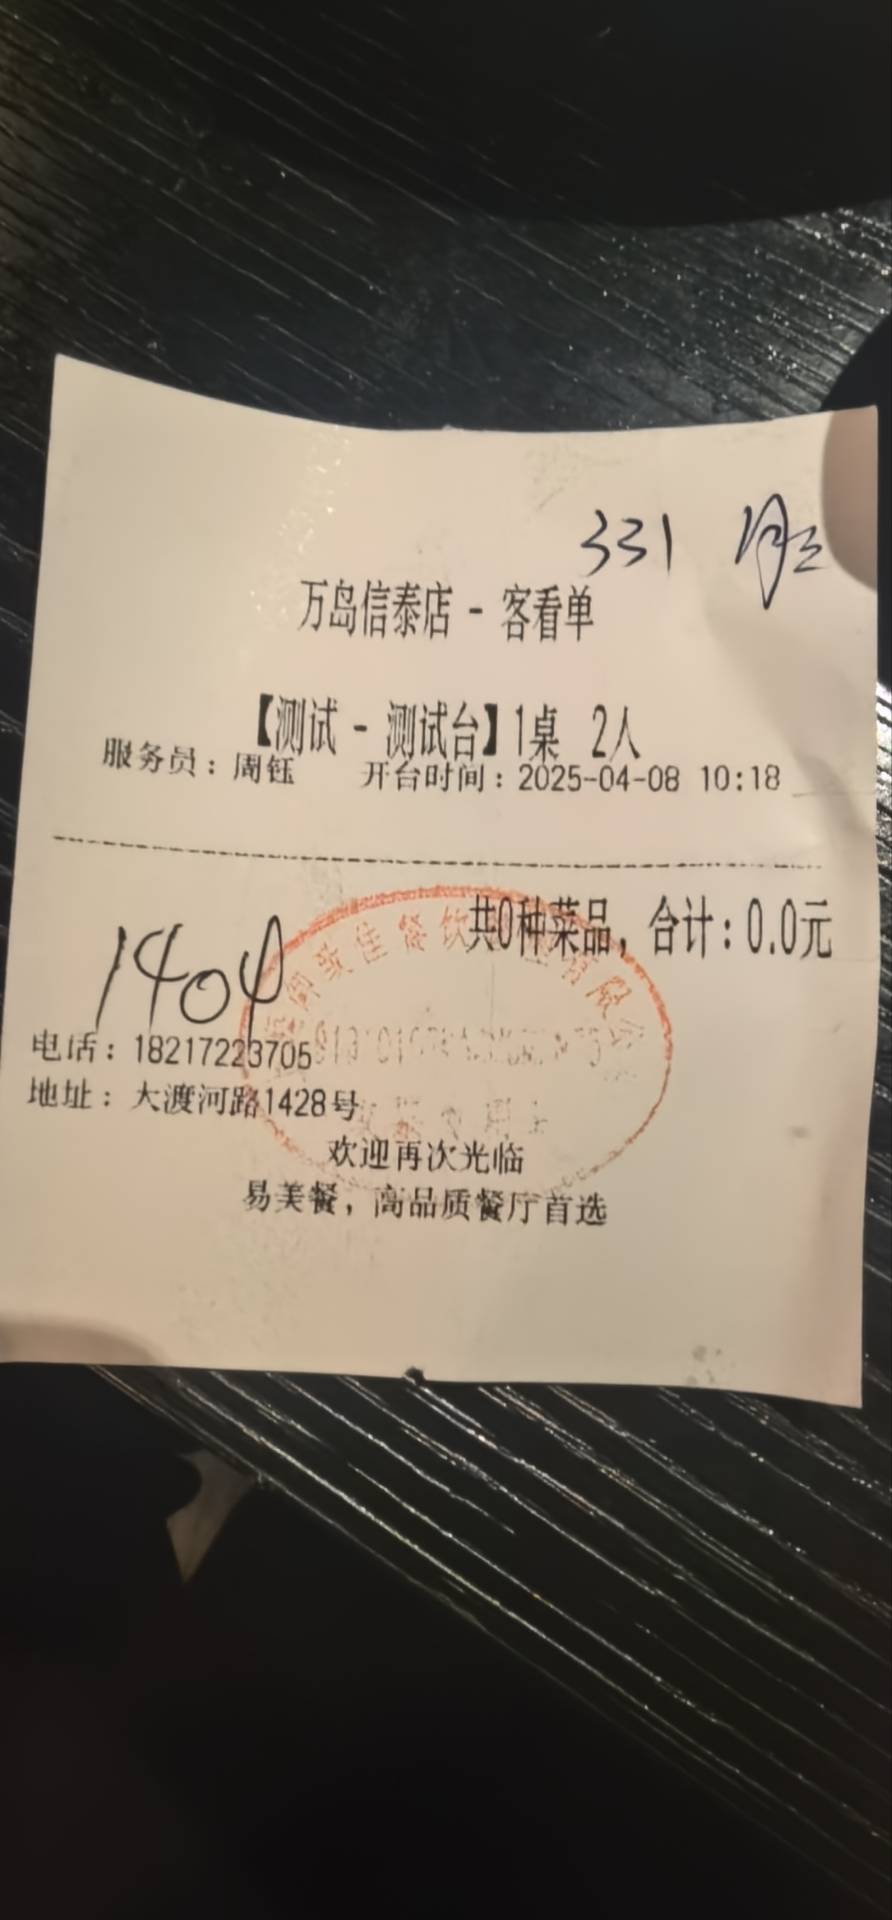 331
万岛信泰店 - 客看单
【测试 - 测试台】1桌 2人
服务员：周钰 开台时间：2025-04-08 10:18
共0种菜品，合计：0.0元
1404
电话：18217223705
地址：大渡河路1428号
欢迎再次光临
易美餐，高品质餐厅首选